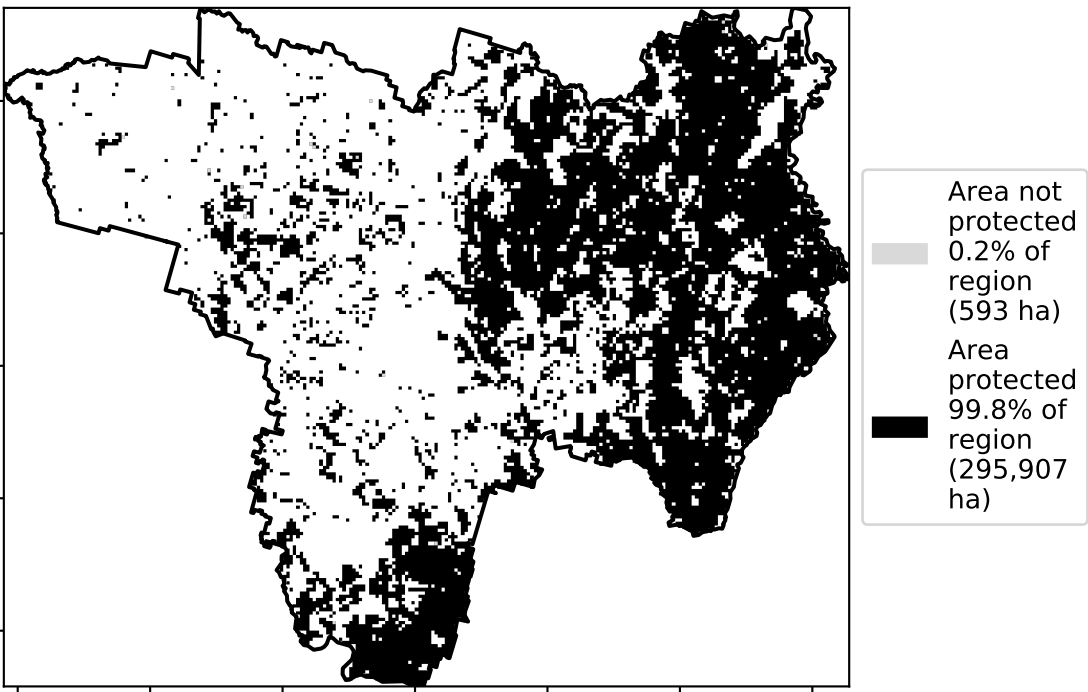 Area not
protected
0.2% of
region
(593 ha)
Area
protected
99.8% of
region
(295,907
ha)